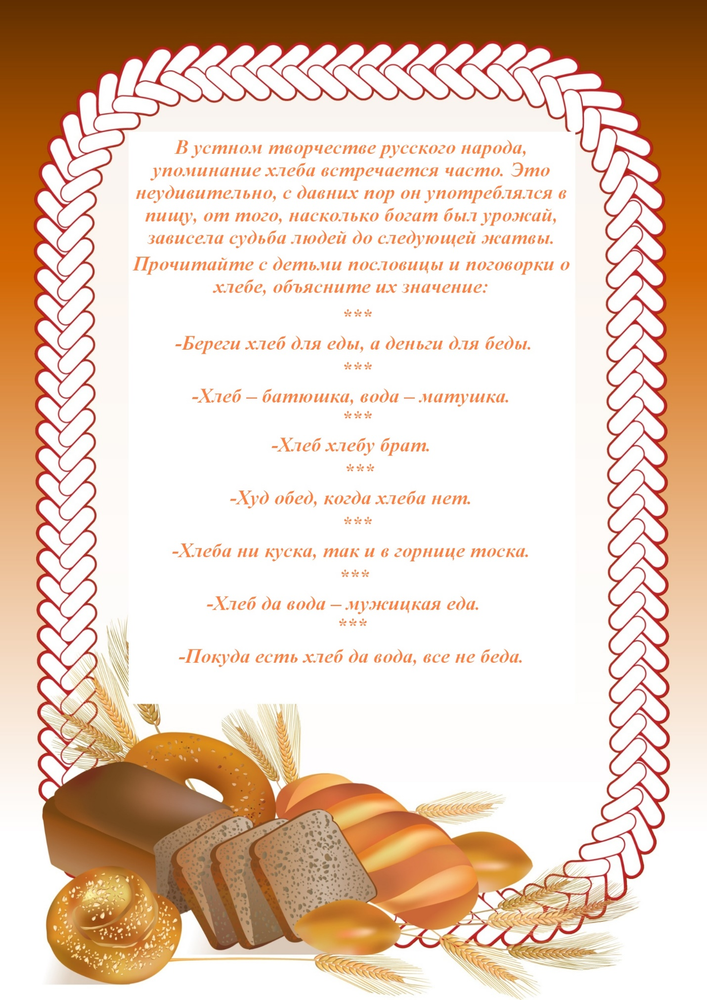 В устном творчестве русского народа,
упоминание хлеба встречается часто. Это
неудивительно, с давних пор он употреблялся в
пищу, от того, насколько богат был урожай,
зависела судьба людей до следующей жатвы.
Прочитайте с детьми пословицы и поговорки о
хлебе, объясните их значение:
***
-Береги хлеб для еды, а деньги для беды.
***
-Хлеб – батюшка, вода – матушка.
***
-Хлеб хлебу брат.
***
-Худ обед, когда хлеба нет.
***
-Хлеба ни куска, так и в горнице тоска.
***
-Хлеб да вода – мужицкая еда.
***
-Покуда есть хлеб да вода, все не беда.